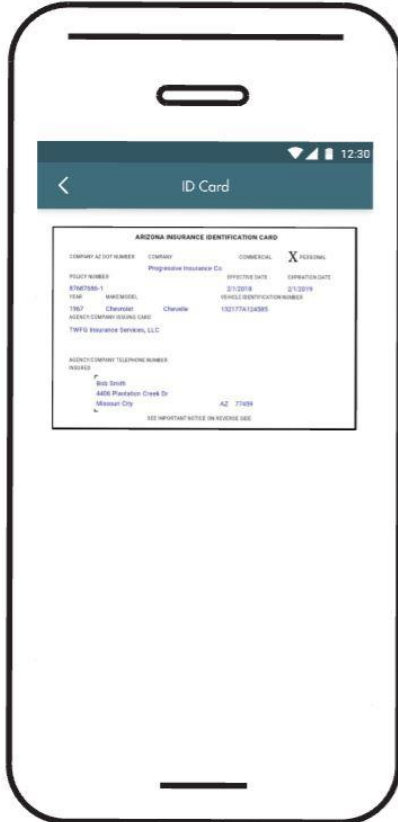 12:30
ID Card
ARIZONA INSURANCE IDENTIFICATION CARD
COMPANY AZ DOT NUMBER COMPANY COMMERCIAL X PERSONAL
Progressive Insurance Co
POLICY NUMBER EFFECTIVE DATE EXPIRATION DATE
87687686-1 2/1/2018 2/1/2019
YEAR MAKE/MODEL VEHICLE IDENTIFICATION NUMBER
1967 Chevrolet Chevelle 132177A124585
AGENCY/COMPANY ISSUING CARD
TWFG Insurance Services, LLC
AGENCY/COMPANY TELEPHONE NUMBER
INSURED
Bob Smith
4406 Plantation Creek Dr
Missouri City AZ 77459
SEE IMPORTANT NOTICE ON REVERSE SIDE